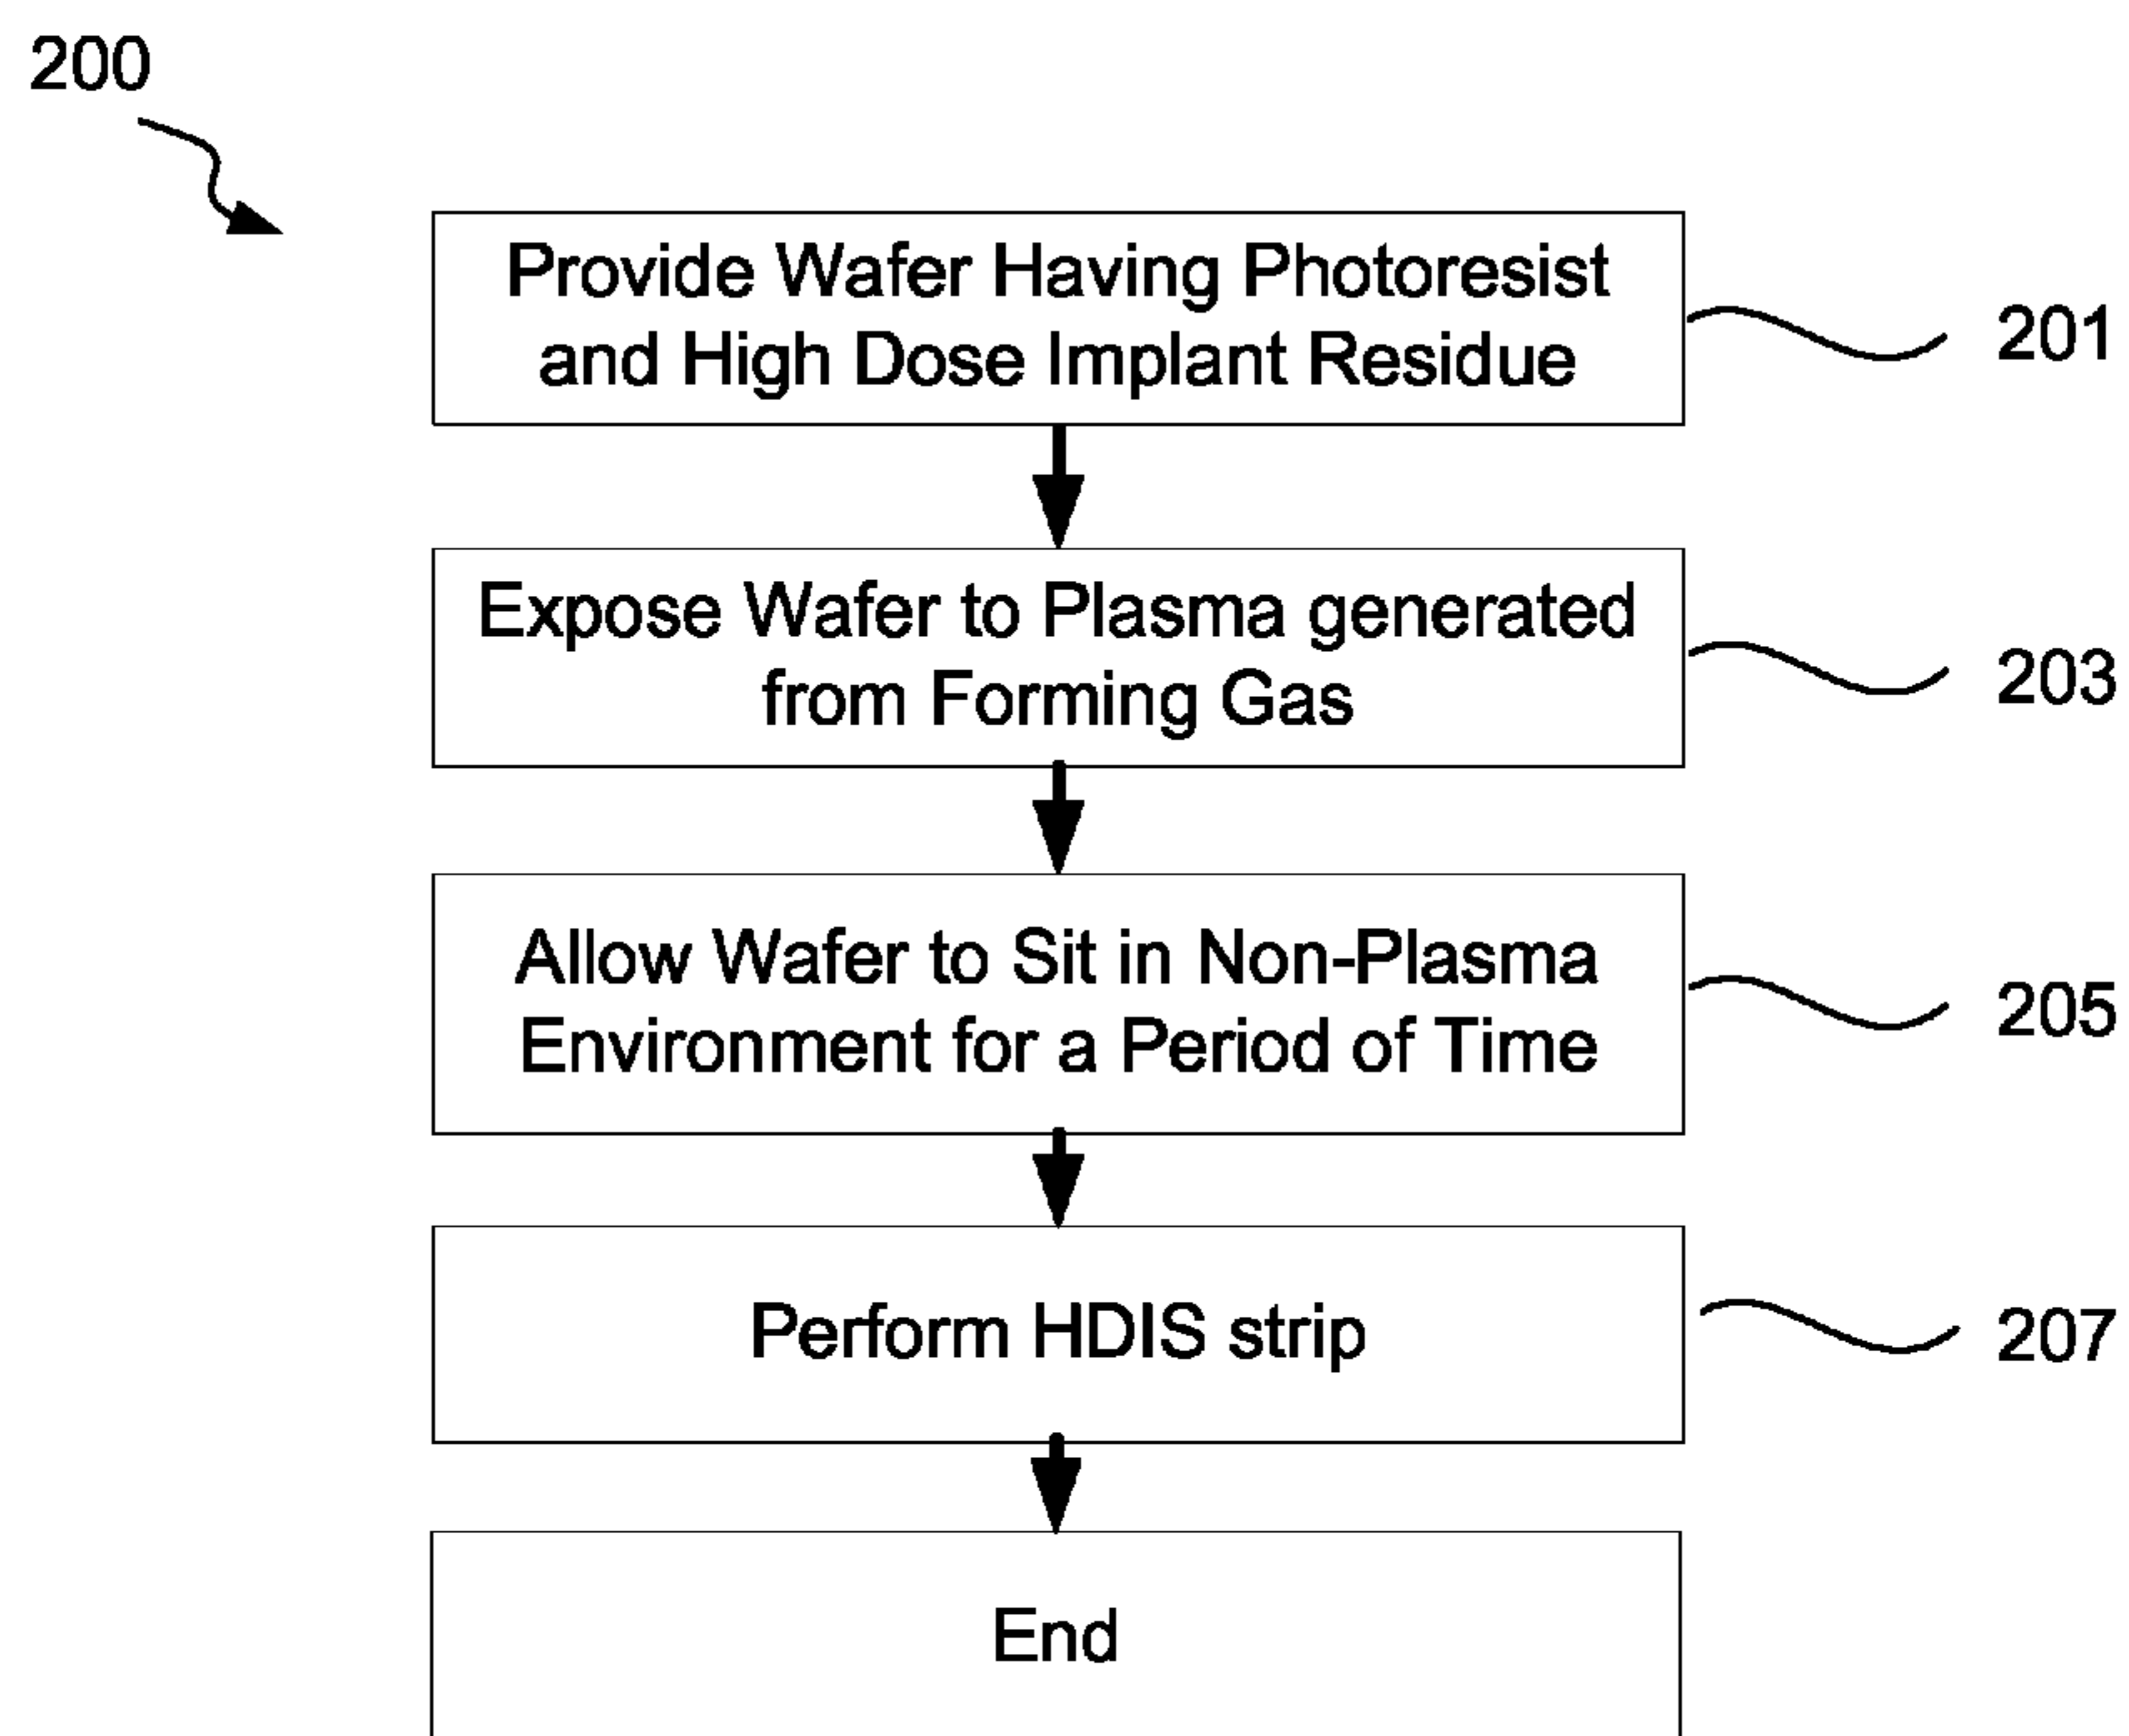 200
Provide Wafer Having Photoresist
and High Dose Implant Residue
201
Expose Wafer to Plasma generated
from Forming Gas
203
Allow Wafer to Sit in Non-Plasma
Environment for a Period of Time
205
Perform HDIS strip
207
End